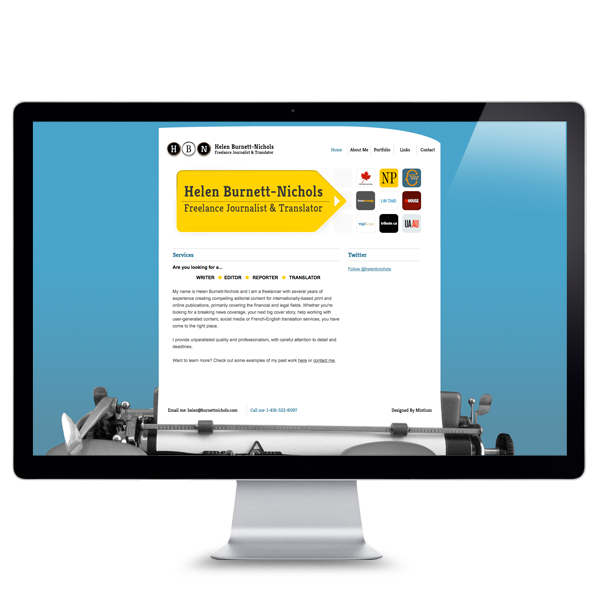 H B N
Helen Burnett-Nichols
Freelance Journalist & Translator
Home
About Me
Portfolio
Links
Contact
Helen Burnett-Nichols
Freelance Journalist & Translator
NP
LAW TIMES
HOUSE
tribute.ca
UA AU
Services
Twitter
Are you looking for a...
Follow @helenbnichols
WRITER EDITOR REPORTER TRANSLATOR
My name is Helen Burnett-Nichols and I am a freelancer with several years of
experience creating compelling editorial content for internationally-based print and
online publications, primarily covering the financial and legal fields. Whether you're
looking for a breaking news coverage, your next big cover story, help working with
user-generated content, social media or French-English translation services, you have
come to the right place.
I provide unparalleled quality and professionalism, with careful attention to detail and
deadlines.
Want to learn more? Check out some examples of my past work here or contact me.
Email me: helen@burnettnichols.com
Call me: 1-416-522-8097
Designed By Mintium